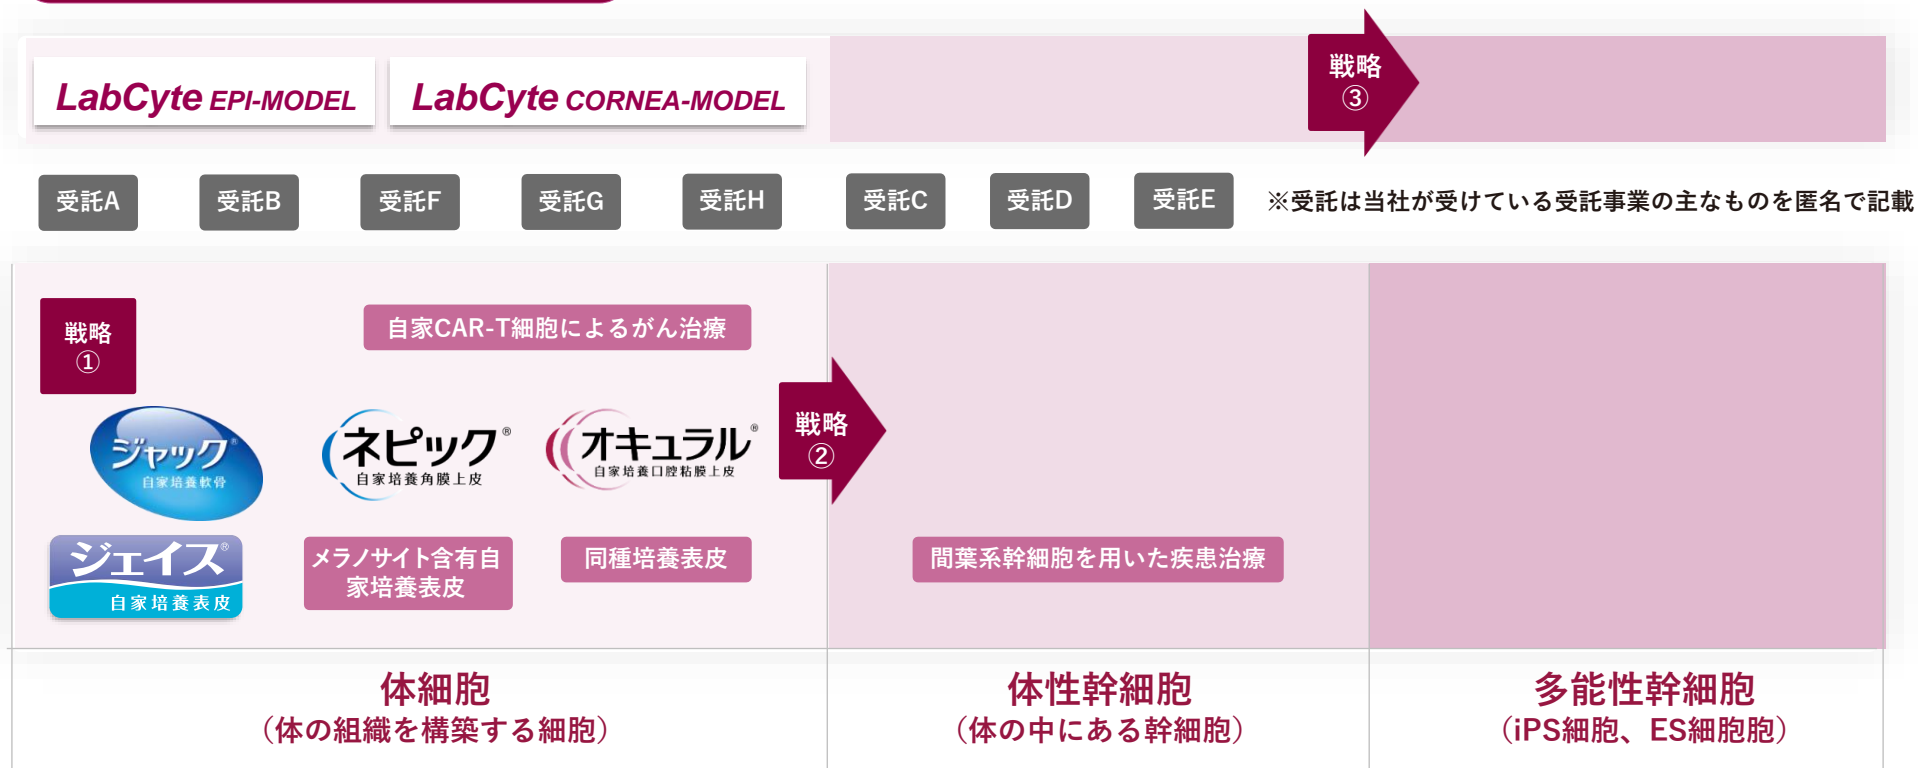 LabCyte EPI-MODEL
LabCyte CORNEA-MODEL
戦略
③
受託A
受託B
受託F
受託G
受託H
受託C
受託D
受託E
※受託は当社が受けている受託事業の主なものを匿名で記載
戦略
①
自家CAR-T細胞によるがん治療
ジャック®
自家培養軟骨
ネピック®
自家培養角膜上皮
オキュラル®
自家培養口腔粘膜上皮
戦略
②
ジェイス®
自家培養表皮
メラノサイト含有自
家培養表皮
同種培養表皮
間葉系幹細胞を用いた疾患治療
体細胞
（体の組織を構築する細胞）
体性幹細胞
（体の中にある幹細胞）
多能性幹細胞
（iPS細胞、ES細胞胞）